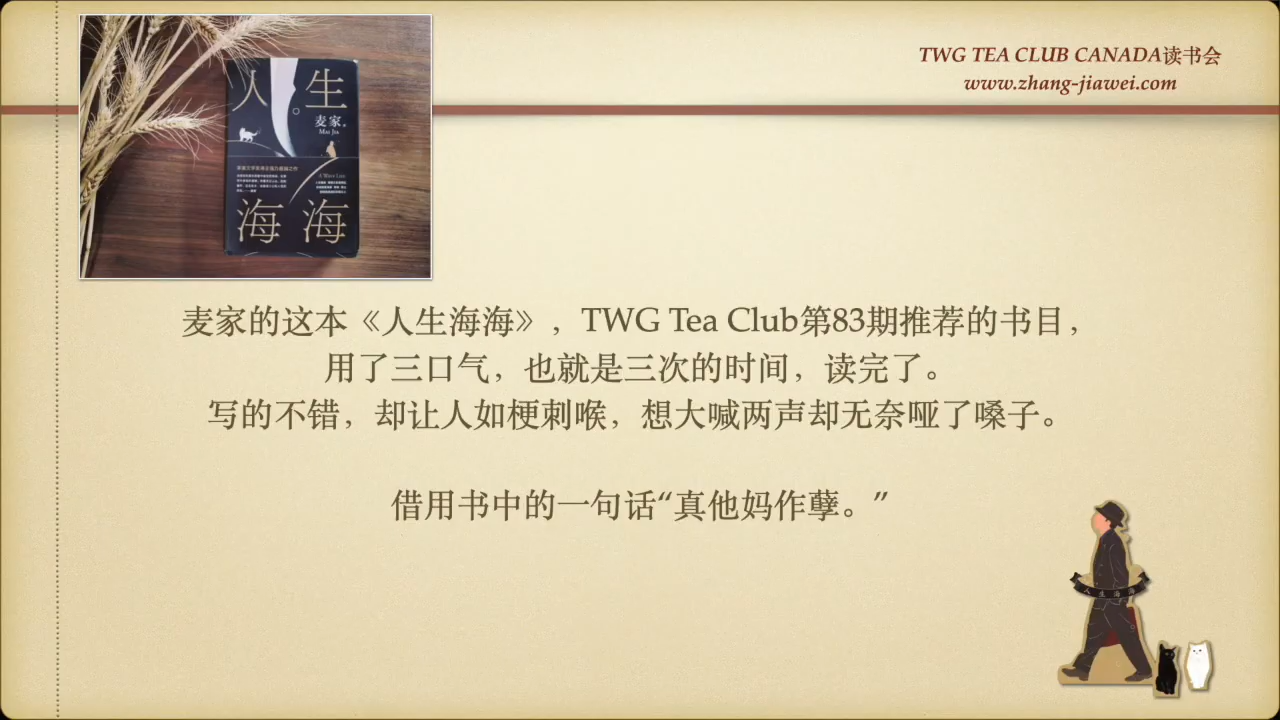 TWG TEA CLUB CANADA读书会
www.zhang-jiawei.com
人生
麦家。
Mai Jia
海海
麦家的这本《人生海海》，TWG Tea Club第83期推荐的书目，
用了三口气，也就是三次的时间，读完了。
写的不错，却让人如梗刺喉，想大喊两声却无奈哑了嗓子。
借用书中的一句话“真他妈作孽。”
人生海海